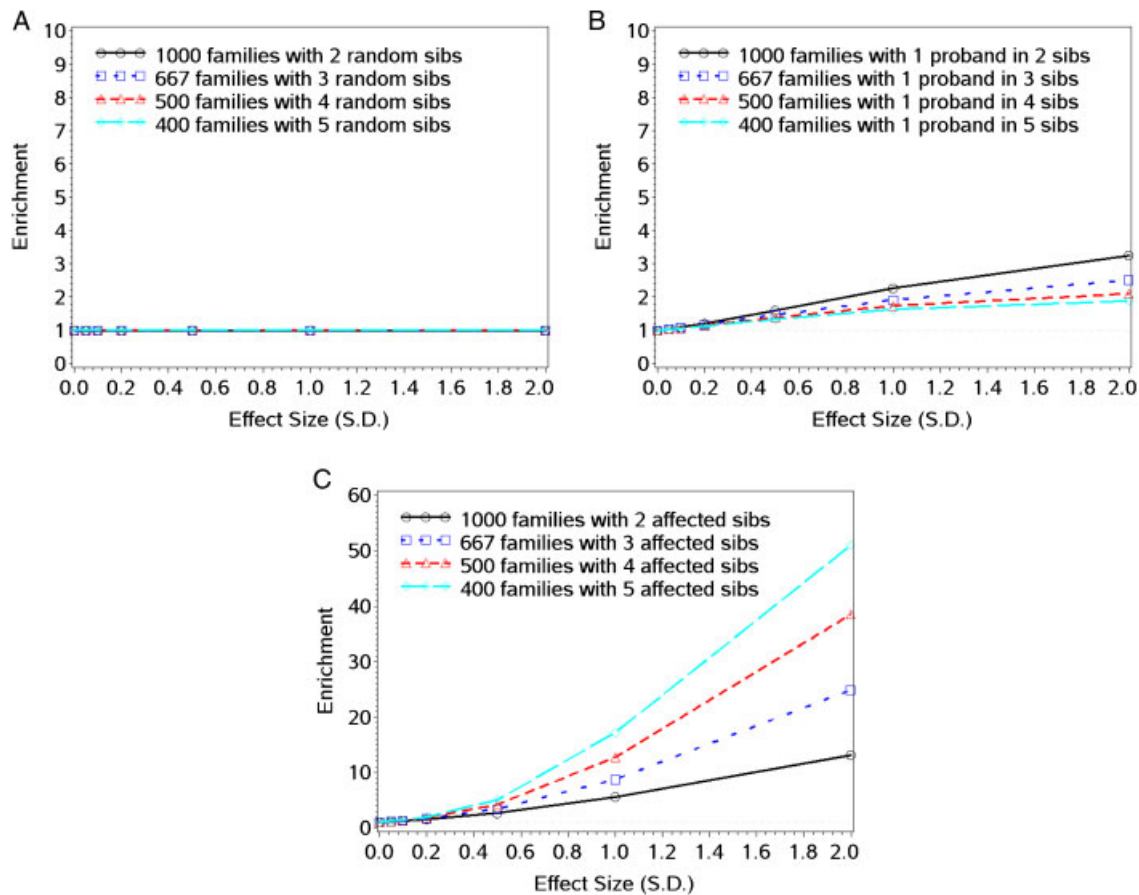 A
10
9
8
7
6
5
4
3
2
1
0
Enrichment
1000 families with 2 random sibs
667 families with 3 random sibs
500 families with 4 random sibs
400 families with 5 random sibs
0.0 0.2 0.4 0.6 0.8 1.0 1.2 1.4 1.6 1.8 2.0
Effect Size (S.D.)
B
10
9
8
7
6
5
4
3
2
1
0
Enrichment
1000 families with 1 proband in 2 sibs
667 families with 1 proband in 3 sibs
500 families with 1 proband in 4 sibs
400 families with 1 proband in 5 sibs
0.0 0.2 0.4 0.6 0.8 1.0 1.2 1.4 1.6 1.8 2.0
Effect Size (S.D.)
C
60
50
40
30
20
10
0
Enrichment
1000 families with 2 affected sibs
667 families with 3 affected sibs
500 families with 4 affected sibs
400 families with 5 affected sibs
0.0 0.2 0.4 0.6 0.8 1.0 1.2 1.4 1.6 1.8 2.0
Effect Size (S.D.)